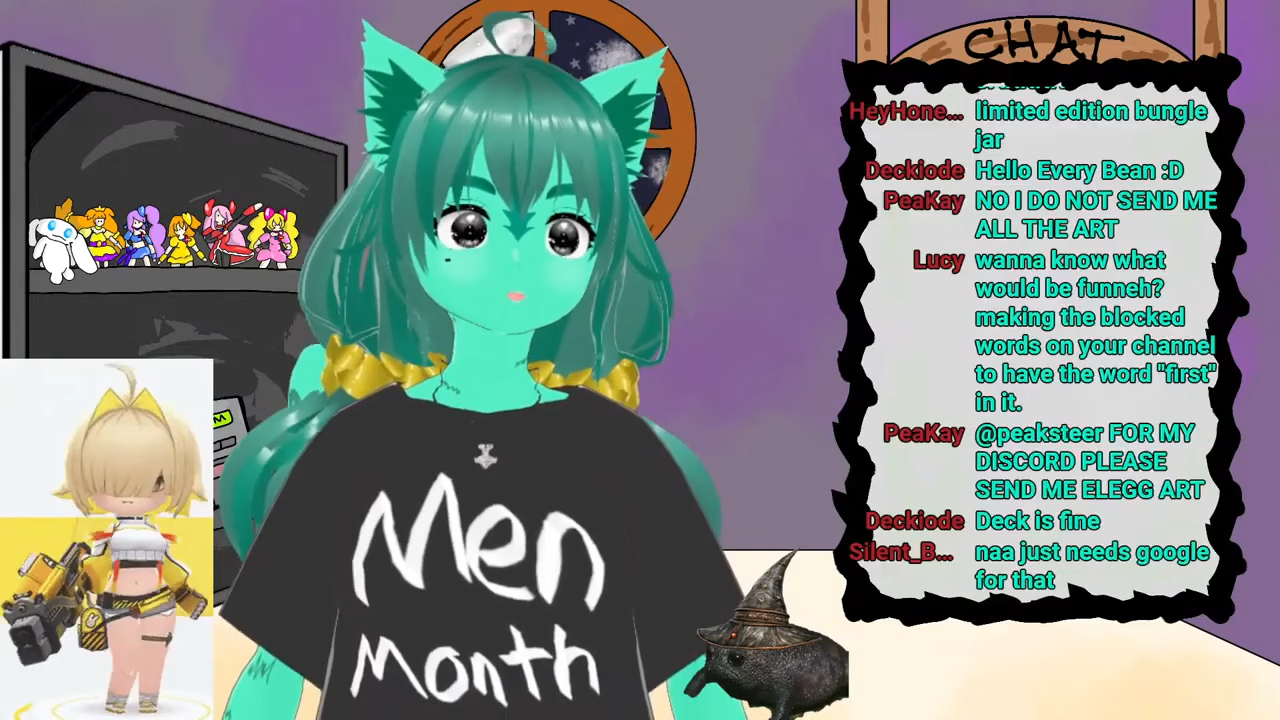 CHAT
HeyHone... limited edition bungle
jar
Deckiode Hello Every Bean :D
PeaKay NO I DO NOT SEND ME
ALL THE ART
Lucy wanna know what
would be funneh?
making the blocked
words on your channel
to have the word "first"
in it.
PeaKay @peaksteer FOR MY
DISCORD PLEASE
SEND ME ELEGG ART
Deckiode Deck is fine
Silent_B... naa just needs google
for that
Men
Month